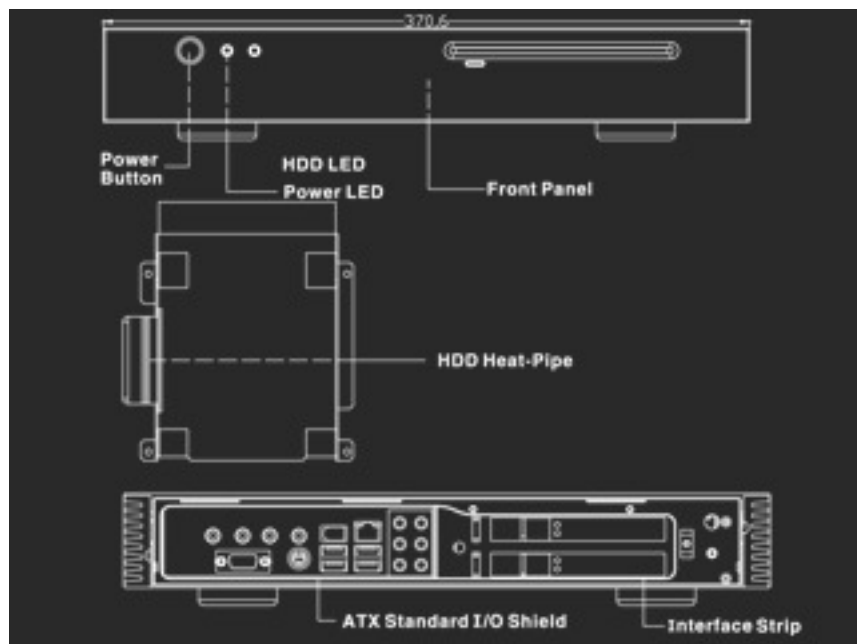 370.6
Power
Button
HDD LED
Power LED
Front Panel
HDD Heat-Pipe
ATX Standard I/O Shield
Interface Strip